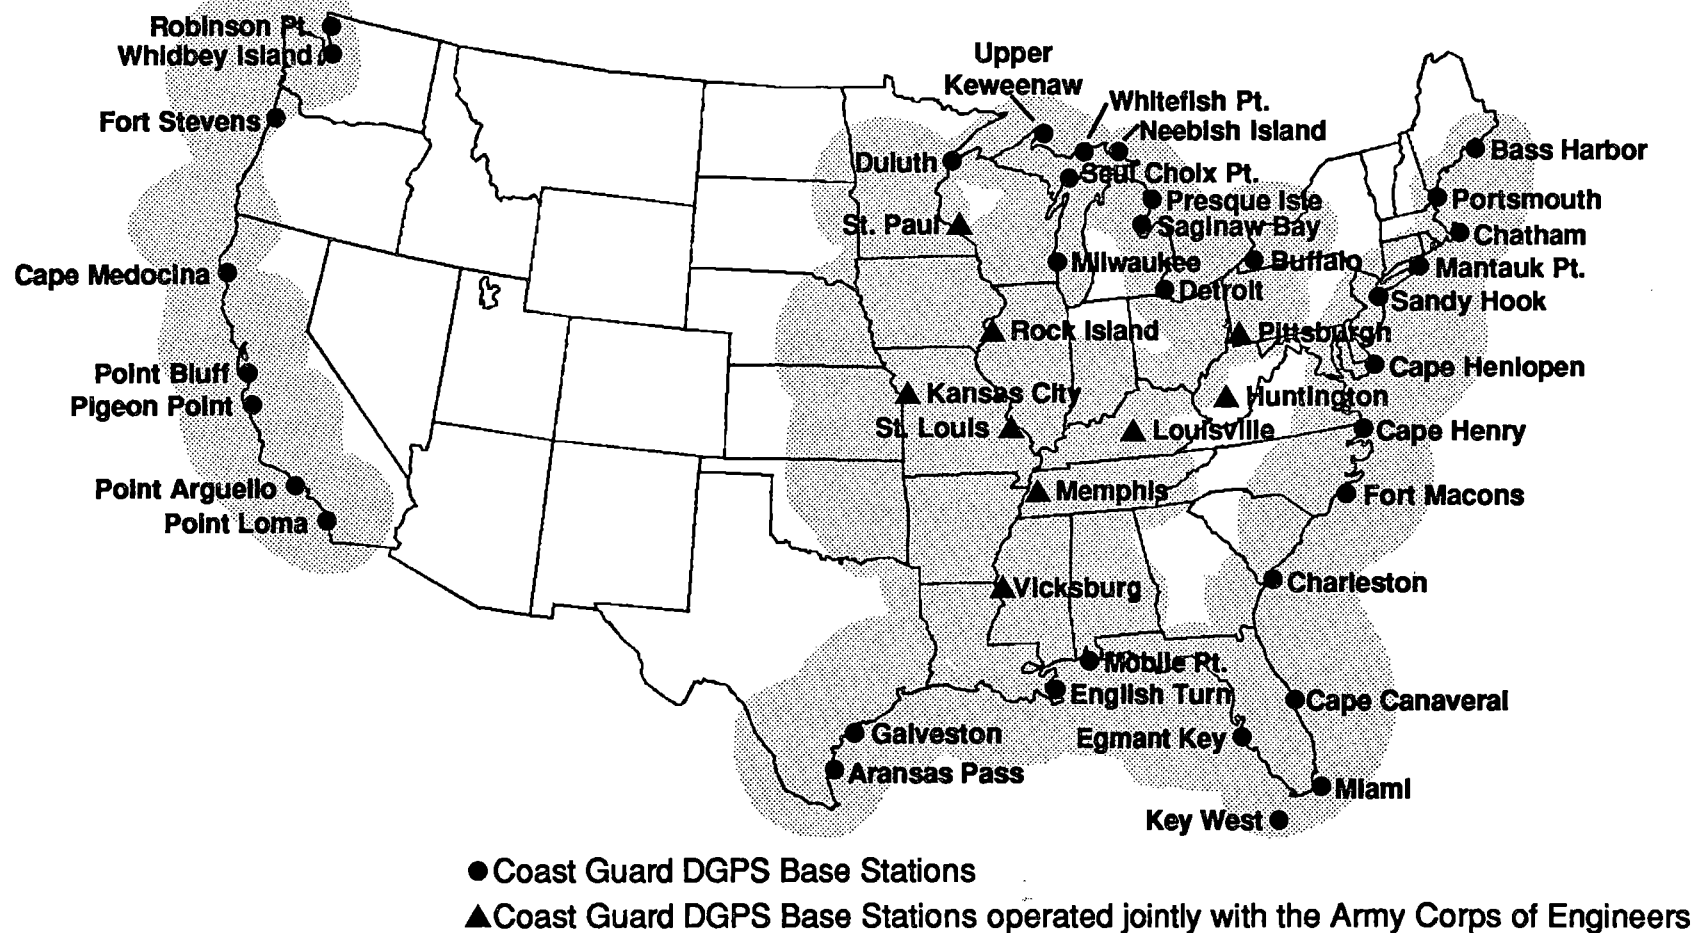 Robinson Pt.
Whidbey Island
Fort Stevens
Cape Medocina
Point Bluff
Pigeon Point
Point Arguello
Point Loma
Upper
Keweenaw
Whitefish Pt.
Neebish Island
Duluth
Seul Choix Pt.
Presque Isle
St. Paul
Saginaw Bay
Milwaukee
Buffalo
Detroit
Rock Island
Pittsburgh
Kansas City
Huntington
St. Louis
Louisville
Memphis
Vicksburg
Bass Harbor
Portsmouth
Chatham
Mantauk Pt.
Sandy Hook
Cape Henlopen
Cape Henry
Fort Macons
Charleston
Mobile Pt.
English Turn
Cape Canaveral
Galveston
Egmant Key
Aransas Pass
Miami
Key West
Coast Guard DGPS Base Stations
Coast Guard DGPS Base Stations operated jointly with the Army Corps of Engineers